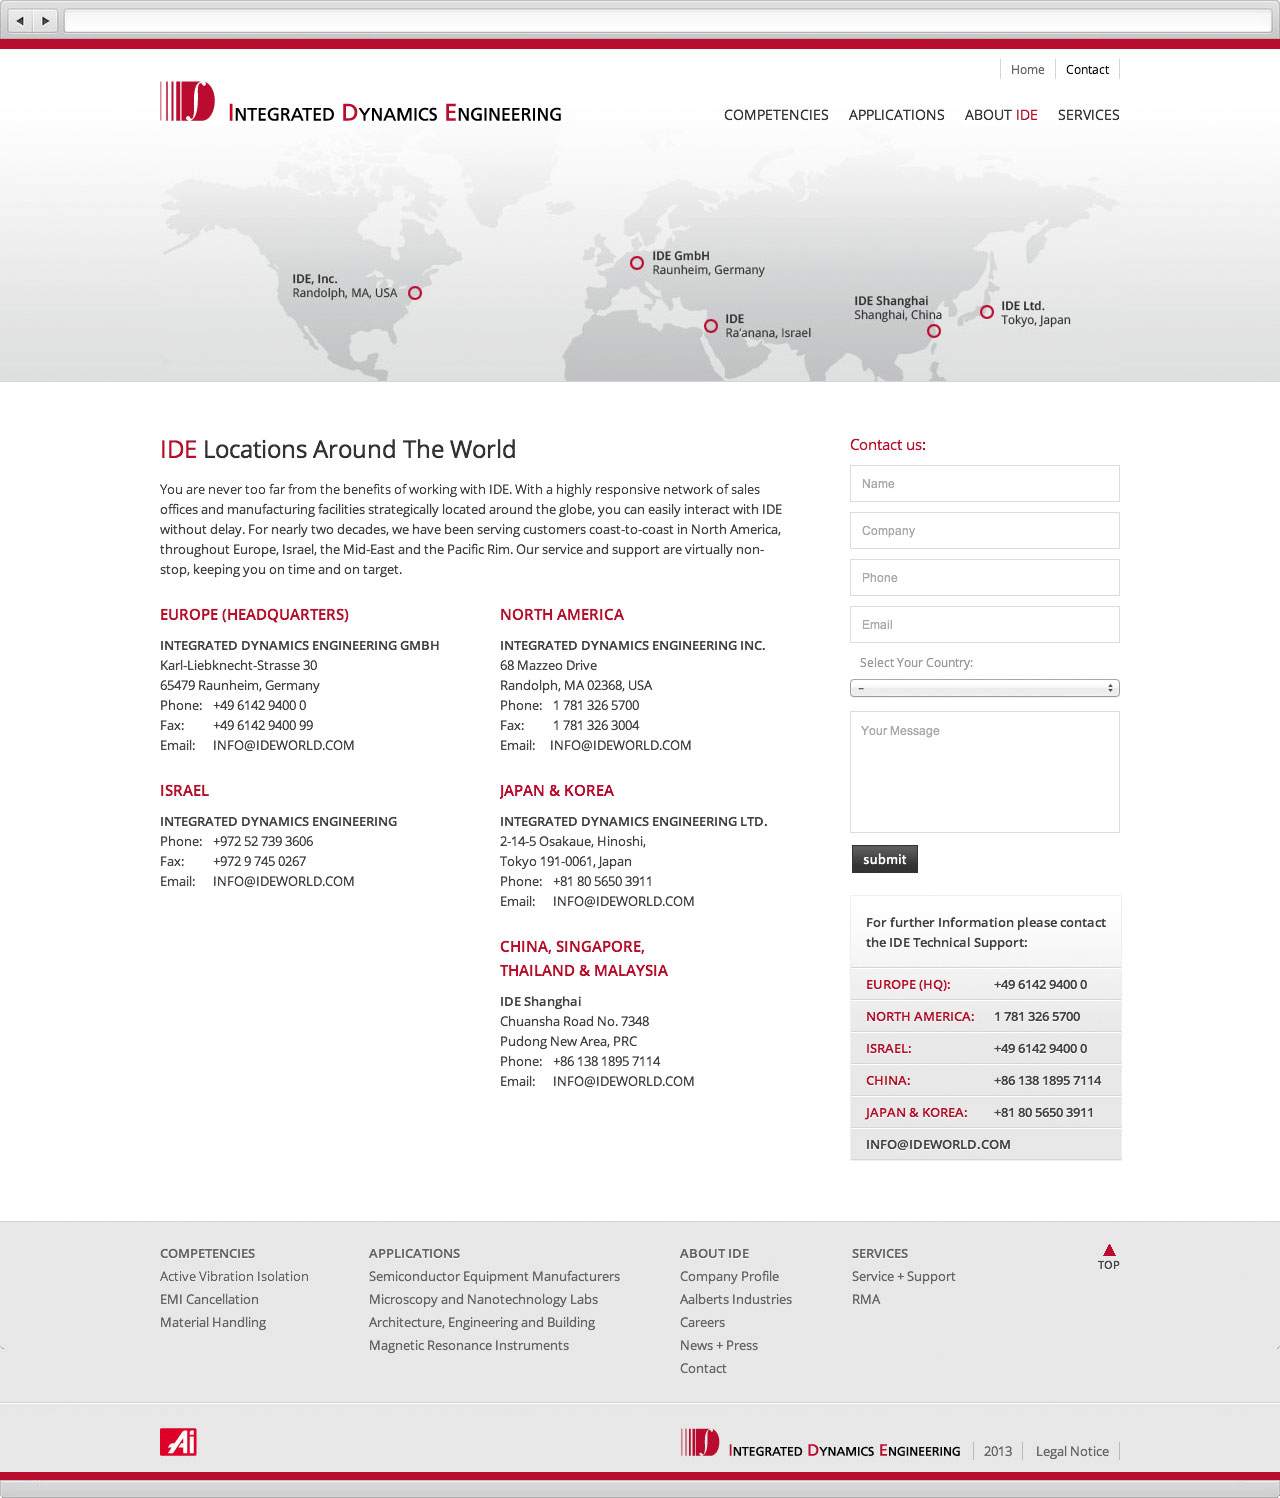 Home
Contact
INTEGRATED DYNAMICS ENGINEERING
COMPETENCIES
APPLICATIONS
ABOUT IDE
SERVICES
IDE GmbH
Raunheim, Germany
IDE, Inc.
Randolph, MA, USA
IDE Shanghai
Shanghai, China
IDE Ltd.
Tokyo, Japan
IDE
Ra'anana, Israel
IDE Locations Around The World
You are never too far from the benefits of working with IDE. With a highly responsive network of sales
offices and manufacturing facilities strategically located around the globe, you can easily interact with IDE
without delay. For nearly two decades, we have been serving customers coast-to-coast in North America,
throughout Europe, Israel, the Mid-East and the Pacific Rim. Our service and support are virtually non-
stop, keeping you on time and on target.
EUROPE (HEADQUARTERS)
INTEGRATED DYNAMICS ENGINEERING GMBH
Karl-Liebknecht-Strasse 30
65479 Raunheim, Germany
Phone: +49 6142 9400 0
Fax: +49 6142 9400 99
Email: INFO@IDEWORLD.COM
ISRAEL
INTEGRATED DYNAMICS ENGINEERING
Phone: +972 52 739 3606
Fax: +972 9 745 0267
Email: INFO@IDEWORLD.COM
NORTH AMERICA
INTEGRATED DYNAMICS ENGINEERING INC.
68 Mazzeo Drive
Randolph, MA 02368, USA
Phone: 1 781 326 5700
Fax: 1 781 326 3004
Email: INFO@IDEWORLD.COM
JAPAN & KOREA
INTEGRATED DYNAMICS ENGINEERING LTD.
2-14-5 Osakaue, Hinoshi,
Tokyo 191-0061, Japan
Phone: +81 80 5650 3911
Email: INFO@IDEWORLD.COM
CHINA, SINGAPORE,
THAILAND & MALAYSIA
IDE Shanghai
Chuansha Road No. 7348
Pudong New Area, PRC
Phone: +86 138 1895 7114
Email: INFO@IDEWORLD.COM
Contact us:
Name
Company
Phone
Email
Select Your Country:
–
Your Message
submit
For further Information please contact
the IDE Technical Support:
EUROPE (HQ): +49 6142 9400 0
NORTH AMERICA: 1 781 326 5700
ISRAEL: +49 6142 9400 0
CHINA: +86 138 1895 7114
JAPAN & KOREA: +81 80 5650 3911
INFO@IDEWORLD.COM
COMPETENCIES
Active Vibration Isolation
EMI Cancellation
Material Handling
APPLICATIONS
Semiconductor Equipment Manufacturers
Microscopy and Nanotechnology Labs
Architecture, Engineering and Building
Magnetic Resonance Instruments
ABOUT IDE
Company Profile
Aalberts Industries
Careers
News + Press
Contact
SERVICES
Service + Support
RMA
TOP
Ai
INTEGRATED DYNAMICS ENGINEERING
2013
Legal Notice